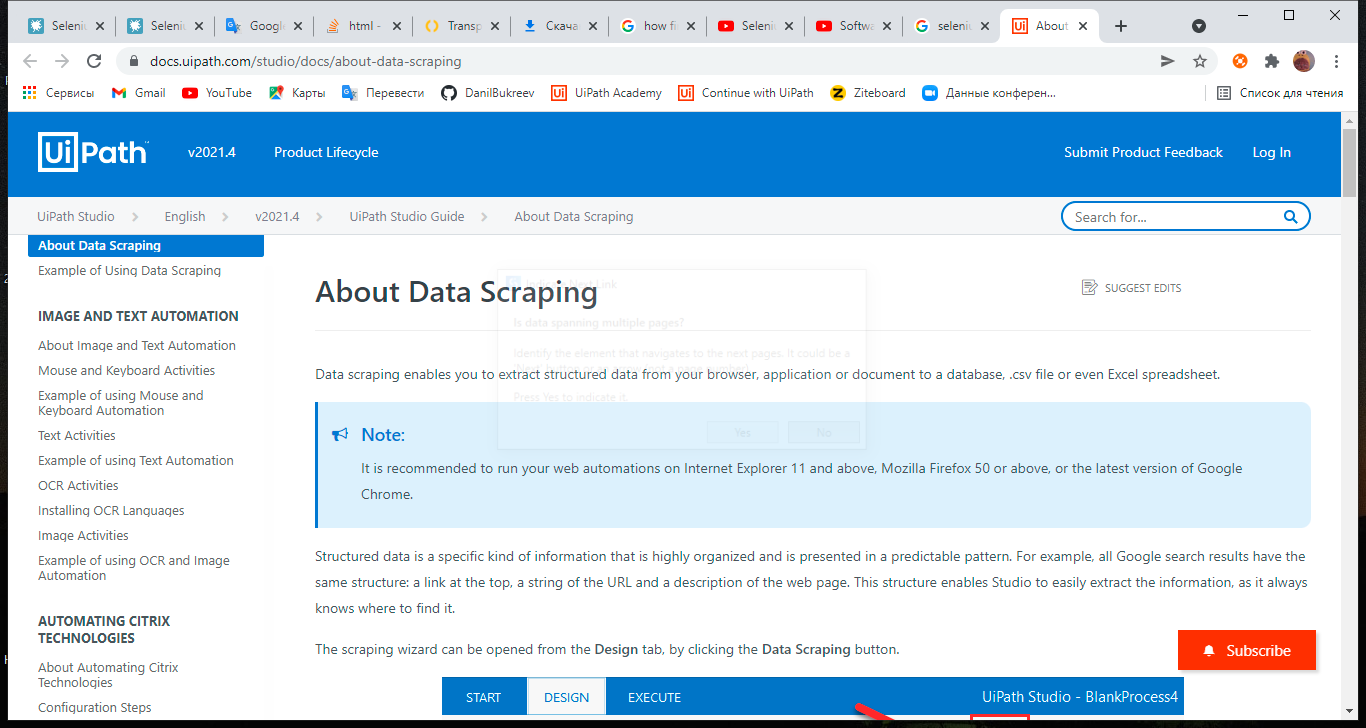 Seleniu
Seleniu
Google
html -
Transp
Скачат
how fi
Seleni
Softwa
seleniu
About
docs.uipath.com/studio/docs/about-data-scraping
Сервисы
Gmail
YouTube
Карты
Перевести
DanilBukreev
UiPath Academy
Continue with UiPath
Ziteboard
Данные конферен...
Список для чтения
UiPath
v2021.4
Product Lifecycle
Submit Product Feedback
Log In
UiPath Studio
English
v2021.4
UiPath Studio Guide
About Data Scraping
Search for...
About Data Scraping
Example of Using Data Scraping
IMAGE AND TEXT AUTOMATION
About Image and Text Automation
Mouse and Keyboard Activities
Example of using Mouse and
Keyboard Automation
Text Activities
Example of using Text Automation
OCR Activities
Installing OCR Languages
Image Activities
Example of using OCR and Image
Automation
AUTOMATING CITRIX
TECHNOLOGIES
About Automating Citrix
Technologies
Configuration Steps
About Data Scraping
SUGGEST EDITS
Is data spanning multiple pages?
Identify the element that navigates to the next pages. It could be a
Press Yes to indicate it.
Yes
No
Data scraping enables you to extract structured data from your browser, application or document to a database, .csv file or even Excel spreadsheet.
Note:
It is recommended to run your web automations on Internet Explorer 11 and above, Mozilla Firefox 50 or above, or the latest version of Google
Chrome.
Structured data is a specific kind of information that is highly organized and is presented in a predictable pattern. For example, all Google search results have the
same structure: a link at the top, a string of the URL and a description of the web page. This structure enables Studio to easily extract the information, as it always
knows where to find it.
The scraping wizard can be opened from the Design tab, by clicking the Data Scraping button.
Subscribe
START
DESIGN
EXECUTE
UiPath Studio - BlankProcess4